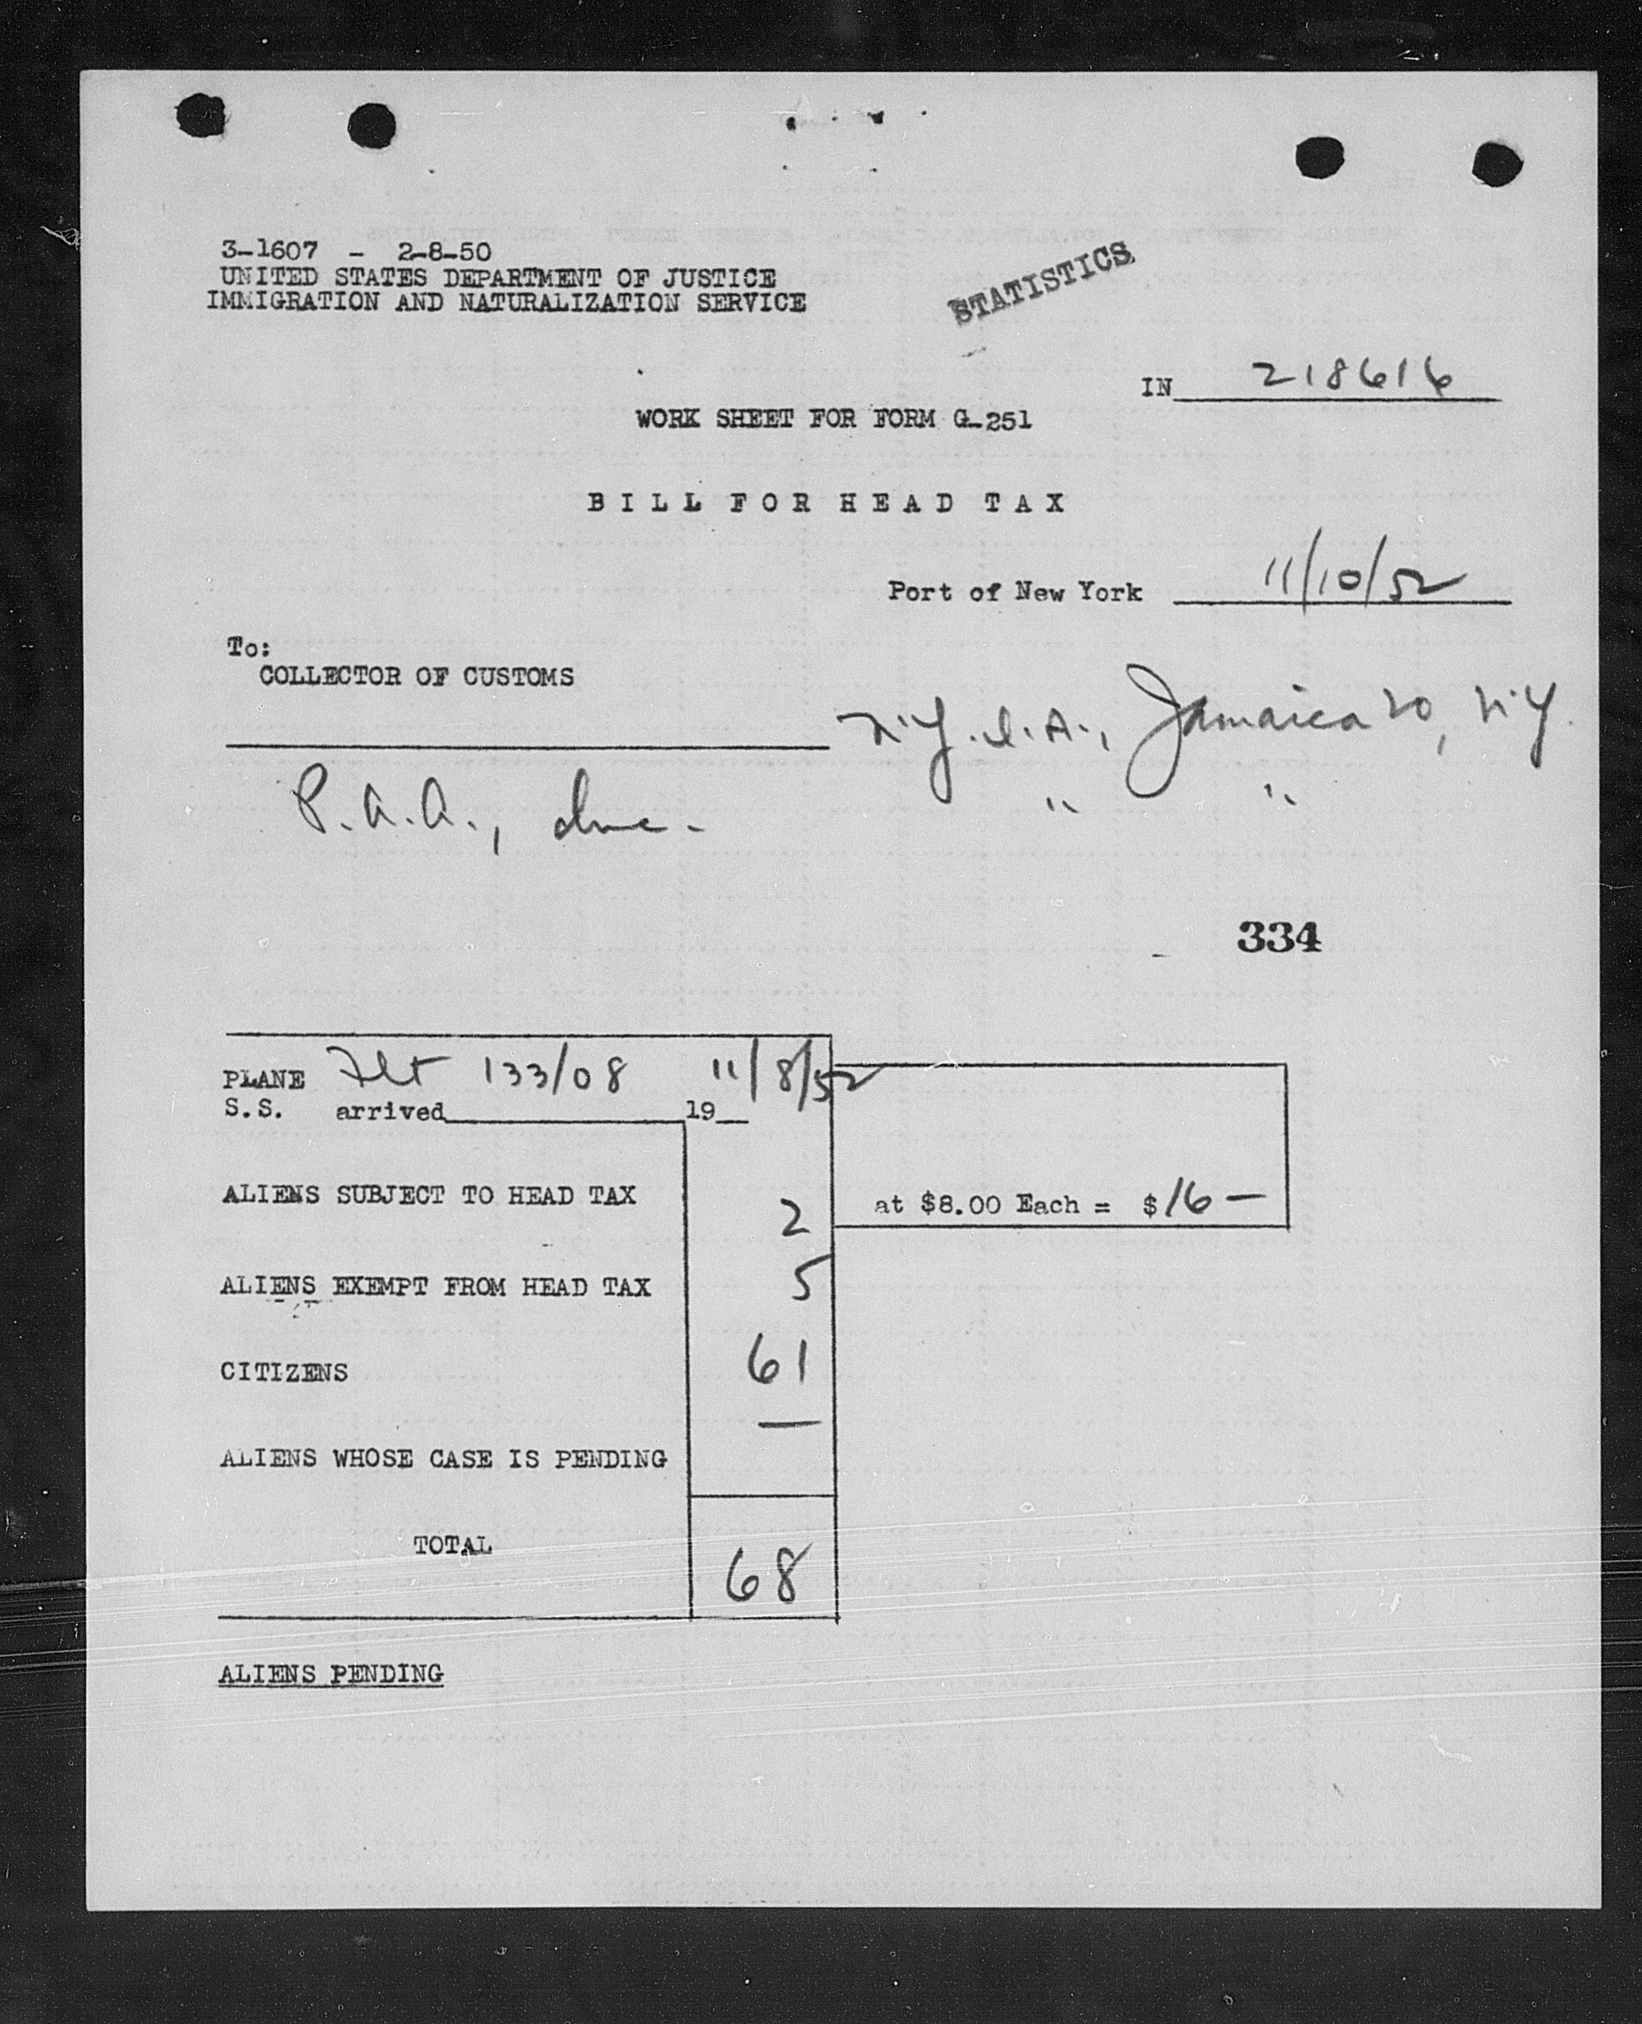 3-1607 - 2-8-50
UNITED STATES DEPARTMENT OF JUSTICE
IMMIGRATION AND NATURALIZATION SERVICE
STATISTICS
IN 218616
WORK SHEET FOR FORM G-251
BILL FOR HEAD TAX
Port of New York 11/10/52
To:
COLLECTOR OF CUSTOMS
N.Y.I.A., Jamaica 20, N.Y.
P.A.A., Inc. " "
334
PLANE Flt 133/08 11/8/52
S.S. arrived 19
ALIENS SUBJECT TO HEAD TAX 2 at $8.00 Each = $16 —
ALIENS EXEMPT FROM HEAD TAX 5
CITIZENS 61
ALIENS WHOSE CASE IS PENDING —
TOTAL 68
ALIENS PENDING